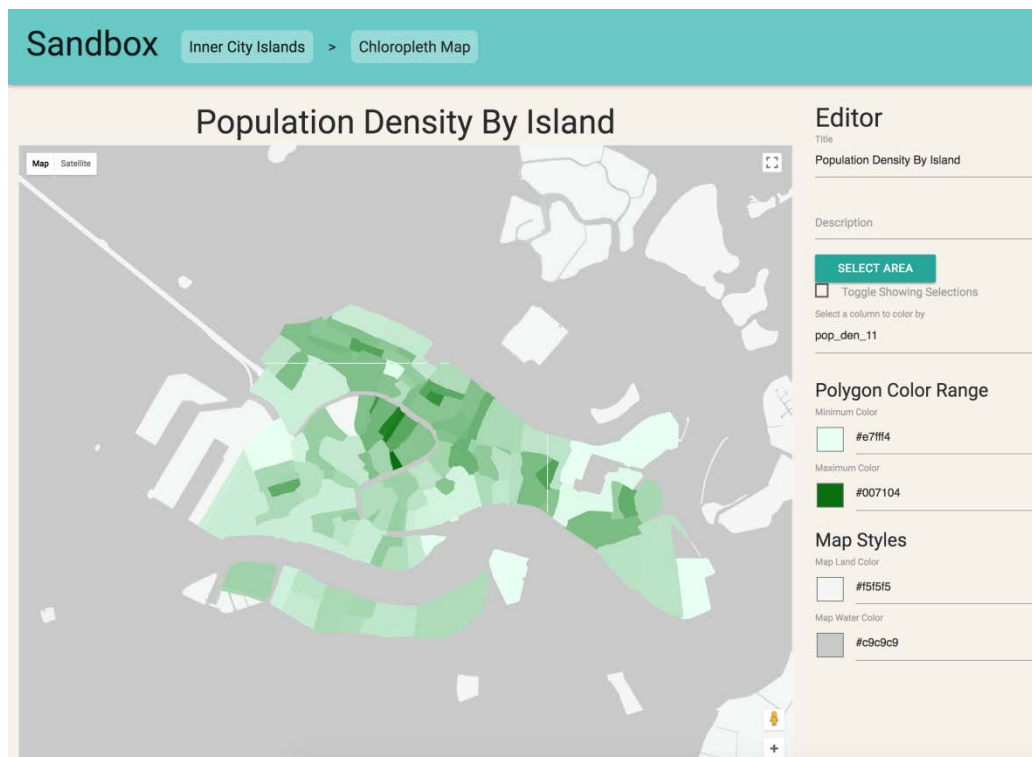 Sandbox
Inner City Islands > Chloropleth Map
Population Density By Island
Map Satellite
Editor
Title
Population Density By Island
Description
SELECT AREA
Toggle Showing Selections
Select a column to color by
pop_den_11
Polygon Color Range
Minimum Color
#e7fff4
Maximum Color
#007104
Map Styles
Map Land Color
#f5f5f5
Map Water Color
#c9c9c9